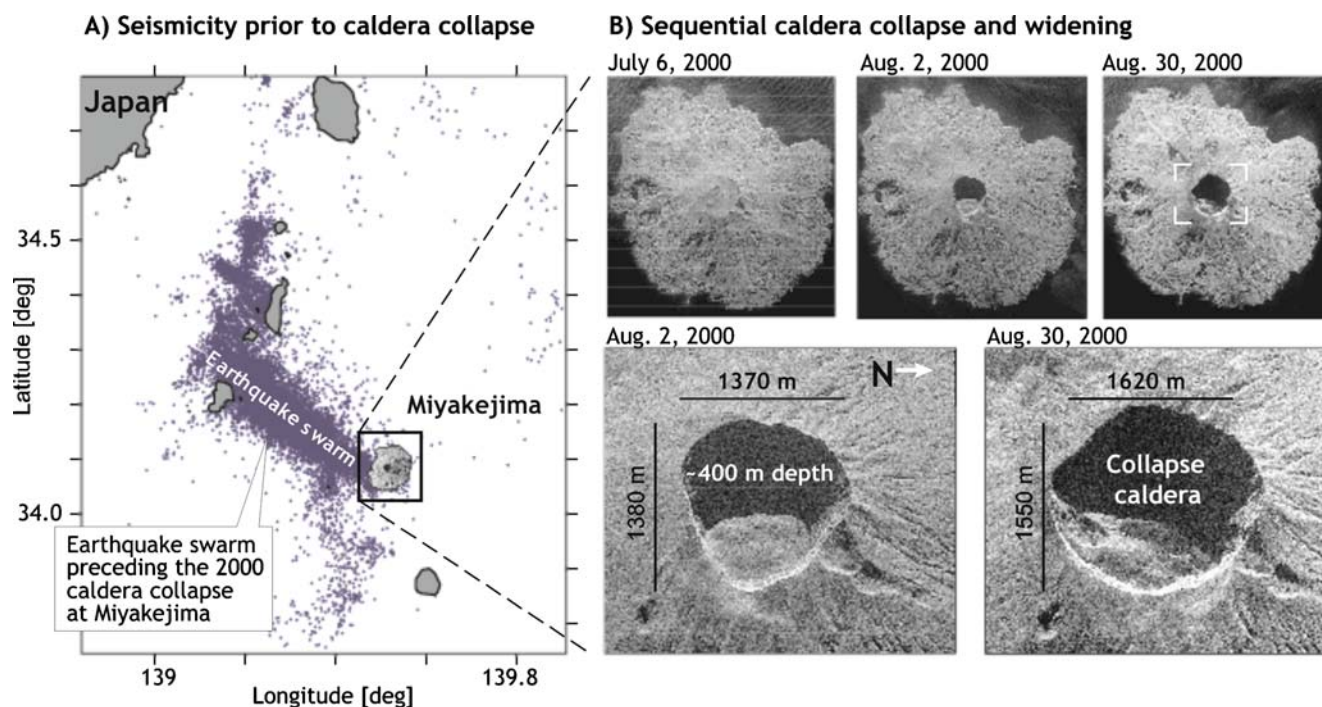 A) Seismicity prior to caldera collapse
Japan
34.5
34.0
Latitude [deg]
139
139.8
Longitude [deg]
Earthquake swarm
Miyakejima
Earthquake swarm
preceding the 2000
caldera collapse
at Miyakejima
B) Sequential caldera collapse and widening
July 6, 2000
Aug. 2, 2000
Aug. 30, 2000
Aug. 2, 2000
1370 m
N
1380 m
~400 m depth
Aug. 30, 2000
1620 m
1550 m
Collapse
caldera